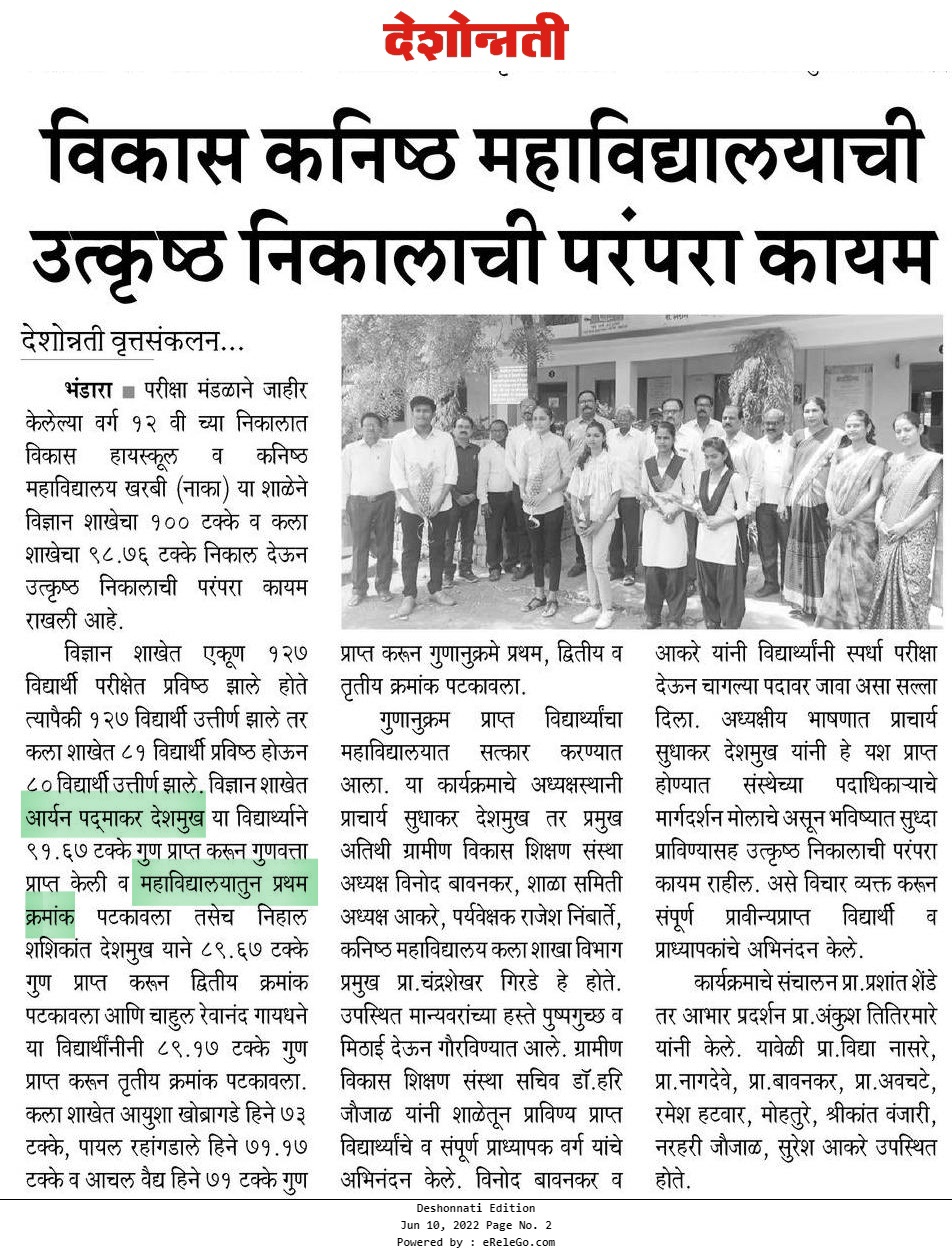 देशोन्नती
विकास कनिष्ठ महाविद्यालयाची
उत्कृष्ठ निकालाची परंपरा कायम
देशोन्नती वृत्तसंकलन...
भंडारा ■ परीक्षा मंडळाने जाहीर
केलेल्या वर्ग १२ वी च्या निकालात
विकास हायस्कूल व कनिष्ठ
महाविद्यालय खरबी (नाका) या शाळेने
विज्ञान शाखेचा १०० टक्के व कला
शाखेचा ९८.७६ टक्के निकाल देऊन
उत्कृष्ठ निकालाची परंपरा कायम
राखली आहे.
विज्ञान शाखेत एकूण १२७
विद्यार्थी परीक्षेत प्रविष्ठ झाले होते
त्यापैकी १२७ विद्यार्थी उत्तीर्ण झाले तर
कला शाखेत ८१ विद्यार्थी प्रविष्ठ होऊन
८० विद्यार्थी उत्तीर्ण झाले. विज्ञान शाखेत
आर्यन पद्माकर देशमुख या विद्यार्थ्याने
९१.६७ टक्के गुण प्राप्त करून गुणवत्ता
प्राप्त केली व महाविद्यालयातुन प्रथम
क्रमांक पटकावला तसेच निहाल
शशिकांत देशमुख याने ८९.६७ टक्के
गुण प्राप्त करून द्वितीय क्रमांक
पटकावला आणि चाहुल रेवानंद गायधने
या विद्यार्थीनीनी ८९.१७ टक्के गुण
प्राप्त करून तृतीय क्रमांक पटकावला.
कला शाखेत आयुशा खोब्रागडे हिने ७३
टक्के, पायल रहांगडाले हिने ७१.१७
टक्के व आचल वैद्य हिने ७१ टक्के गुण
प्राप्त करून गुणानुक्रमे प्रथम, द्वितीय व
तृतीय क्रमांक पटकावला.
गुणानुक्रम प्राप्त विद्यार्थ्यांचा
महाविद्यालयात सत्कार करण्यात
आला. या कार्यक्रमाचे अध्यक्षस्थानी
प्राचार्य सुधाकर देशमुख तर प्रमुख
अतिथी ग्रामीण विकास शिक्षण संस्था
अध्यक्ष विनोद बावनकर, शाळा समिती
अध्यक्ष आकरे, पर्यवेक्षक राजेश निंबार्ते,
कनिष्ठ महाविद्यालय कला शाखा विभाग
प्रमुख प्रा.चंद्रशेखर गिरडे हे होते.
उपस्थित मान्यवरांच्या हस्ते पुष्पगुच्छ व
मिठाई देऊन गौरविण्यात आले. ग्रामीण
विकास शिक्षण संस्था सचिव डॉ.हरि
जौजाळ यांनी शाळेतून प्राविण्य प्राप्त
विद्यार्थ्यांचे व संपूर्ण प्राध्यापक वर्ग यांचे
अभिनंदन केले. विनोद बावनकर व
आकरे यांनी विद्यार्थ्यांनी स्पर्धा परीक्षा
देऊन चागल्या पदावर जावा असा सल्ला
दिला. अध्यक्षीय भाषणात प्राचार्य
सुधाकर देशमुख यांनी हे यश प्राप्त
होण्यात संस्थेच्या पदाधिकाऱ्याचे
मार्गदर्शन मोलाचे असून भविष्यात सुध्दा
प्राविण्यासह उत्कृष्ठ निकालाची परंपरा
कायम राहील. असे विचार व्यक्त करून
संपूर्ण प्रावीन्यप्राप्त विद्यार्थी व
प्राध्यापकांचे अभिनंदन केले.
कार्यक्रमाचे संचालन प्रा.प्रशांत शेंडे
तर आभार प्रदर्शन प्रा.अंकुश तितिरमारे
यांनी केले. यावेळी प्रा.विद्या नासरे,
प्रा.नागदेवे, प्रा.बावनकर, प्रा.अवचटे,
रमेश हटवार, मोहतुरे, श्रीकांत वंजारी,
नरहरी जौजाळ, सुरेश आकरे उपस्थित
होते.
Deshonnati Edition
Jun 10, 2022 Page No. 2
Powered by : eReleGo.com